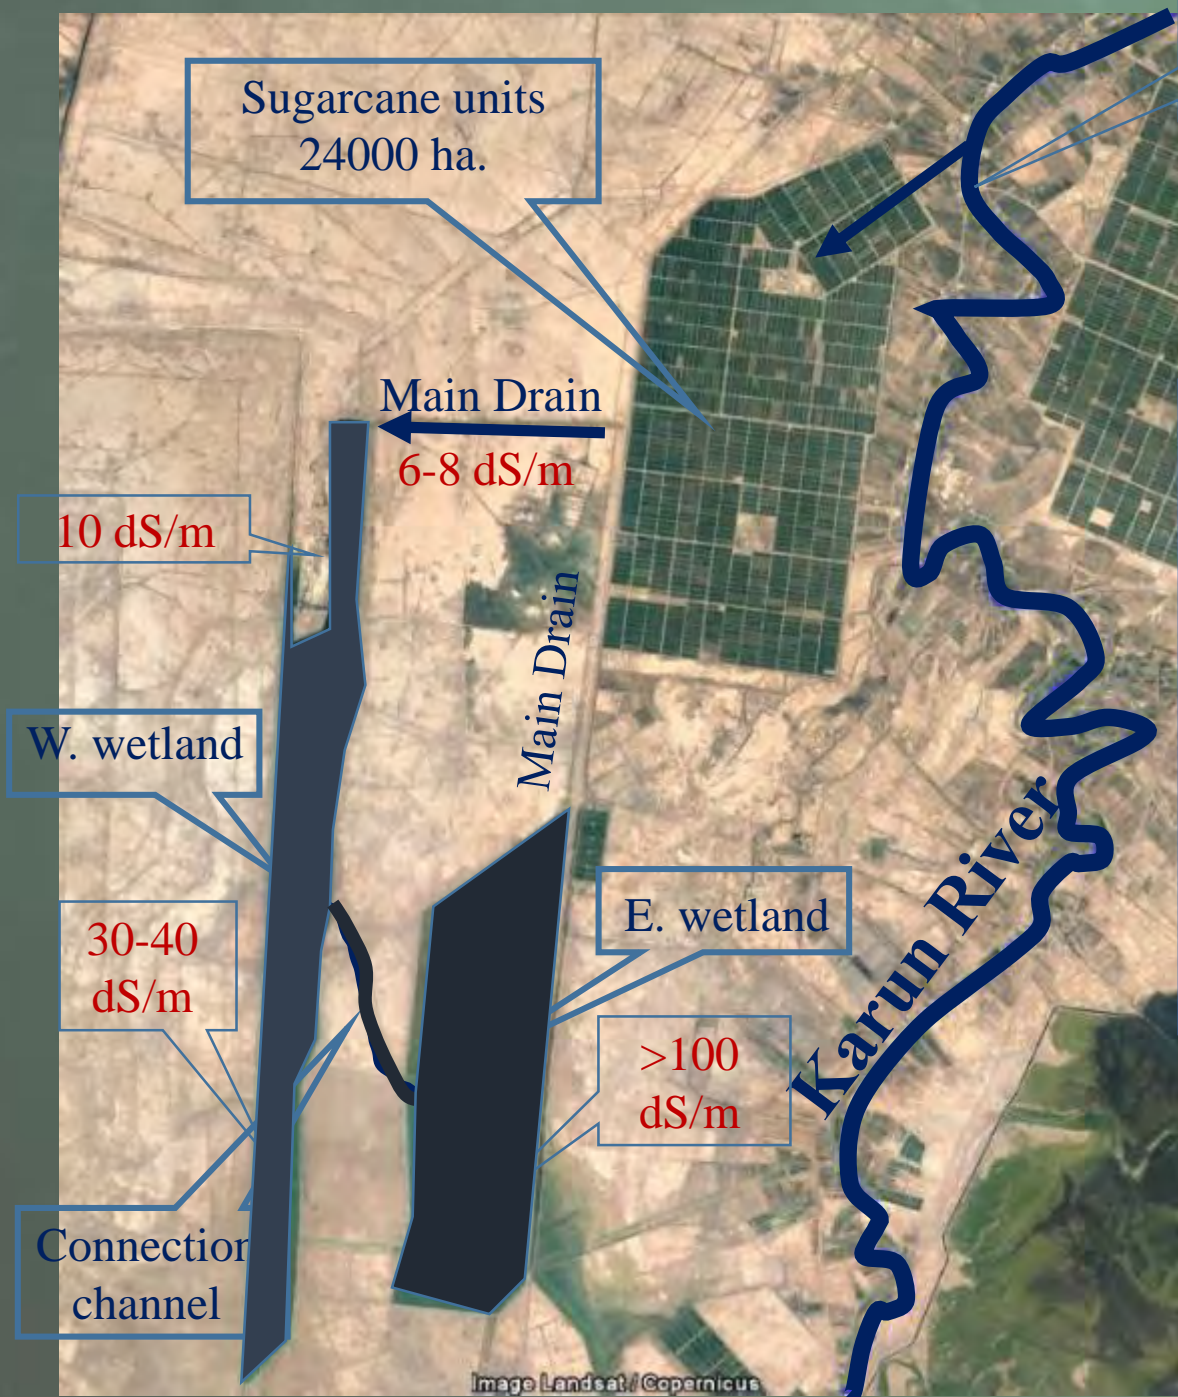 Sugarcane units
24000 ha.
Main Drain
6-8 dS/m
10 dS/m
Main Drain
W. wetland
E. wetland
30-40
dS/m
>100
dS/m
Karun River
Connection
channel
Image Landsat / Copernicus